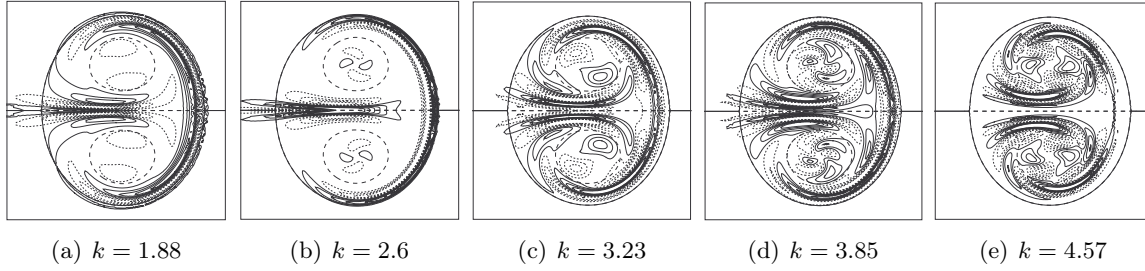 (a) k = 1.88
(b) k = 2.6
(c) k = 3.23
(d) k = 3.85
(e) k = 4.57